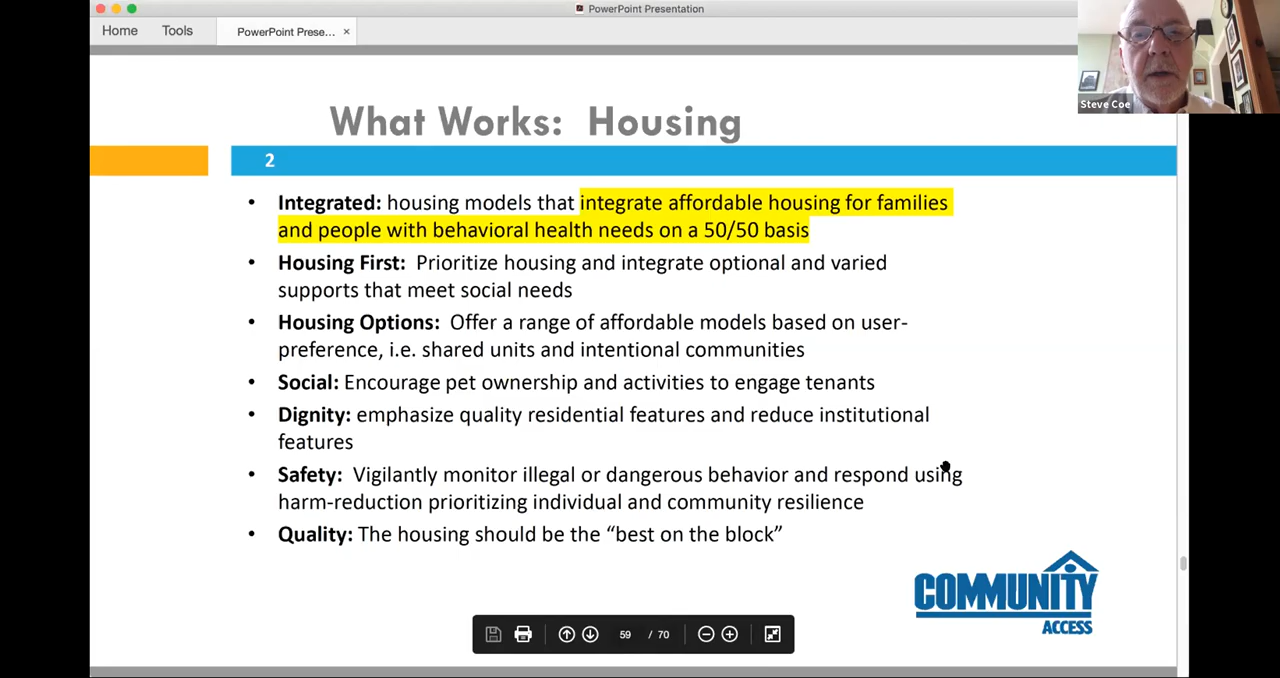 PowerPoint Presentation
Home Tools PowerPoint Prese... ×
Steve Coe
What Works: Housing
2
• Integrated: housing models that integrate affordable housing for families
and people with behavioral health needs on a 50/50 basis
• Housing First: Prioritize housing and integrate optional and varied
supports that meet social needs
• Housing Options: Offer a range of affordable models based on user-
preference, i.e. shared units and intentional communities
• Social: Encourage pet ownership and activities to engage tenants
• Dignity: emphasize quality residential features and reduce institutional
features
• Safety: Vigilantly monitor illegal or dangerous behavior and respond using
harm-reduction prioritizing individual and community resilience
• Quality: The housing should be the “best on the block”
COMMUNITY
ACCESS
59 / 70